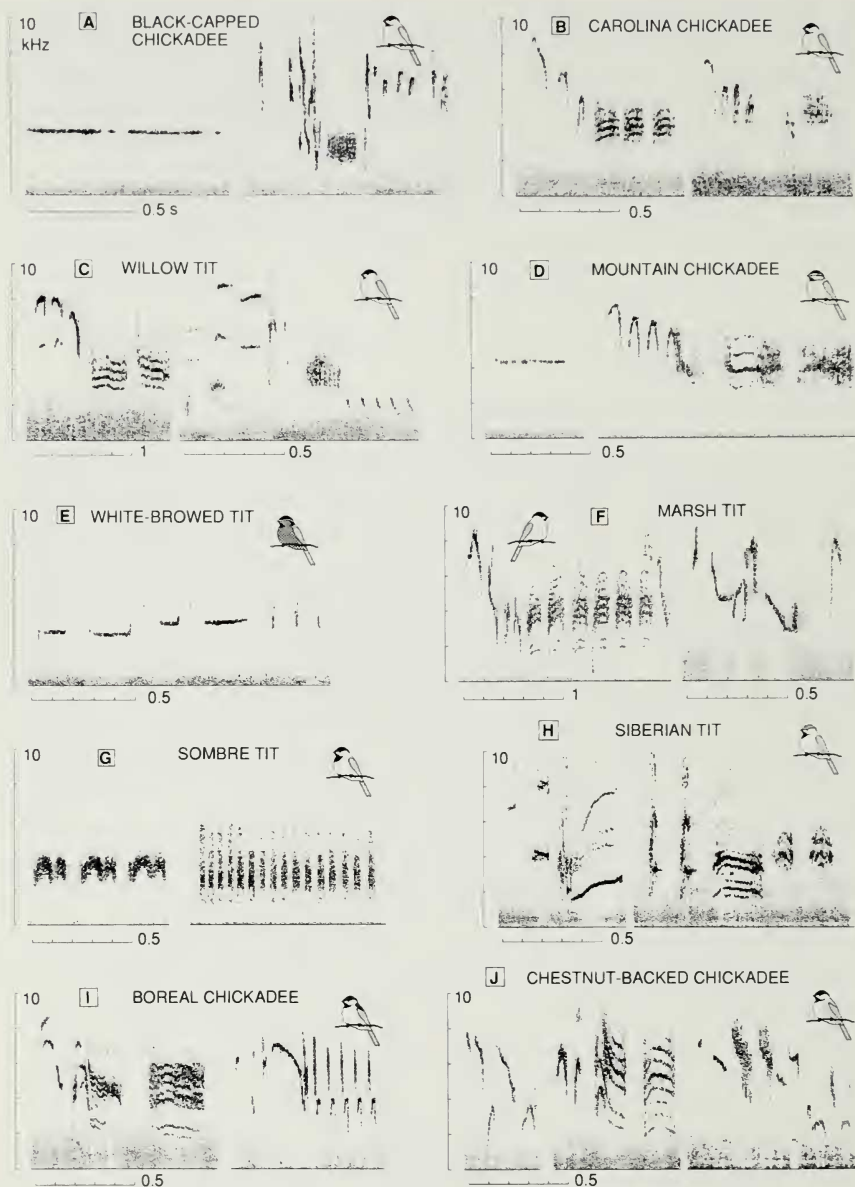 10
kHz
A
BLACK-CAPPED
CHICKADEE
0.5 s
10
B
CAROLINA CHICKADEE
0.5
10
C
WILLOW TIT
1
0.5
10
D
MOUNTAIN CHICKADEE
0.5
10
E
WHITE-BROWED TIT
0.5
10
F
MARSH TIT
1
0.5
10
G
SOMBRE TIT
0.5
10
H
SIBERIAN TIT
0.5
10
I
BOREAL CHICKADEE
0.5
10
J
CHESTNUT-BACKED CHICKADEE
0.5